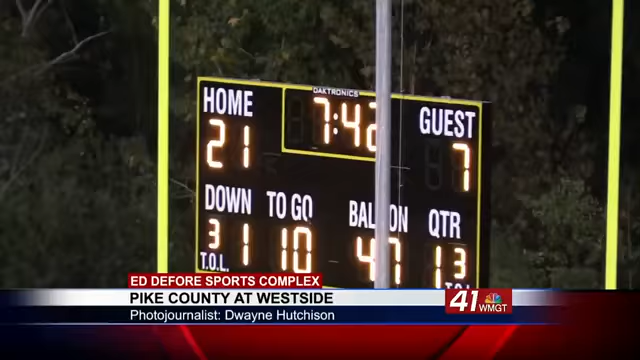 DAKTRONICS
HOME 7:42 GUEST
21 7
DOWN TO GO BALL ON QTR
3 1 10 47 1 3
T.O.L. T.O.L.
ED DEFORE SPORTS COMPLEX
PIKE COUNTY AT WESTSIDE
Photojournalist: Dwayne Hutchison
41 WMGT